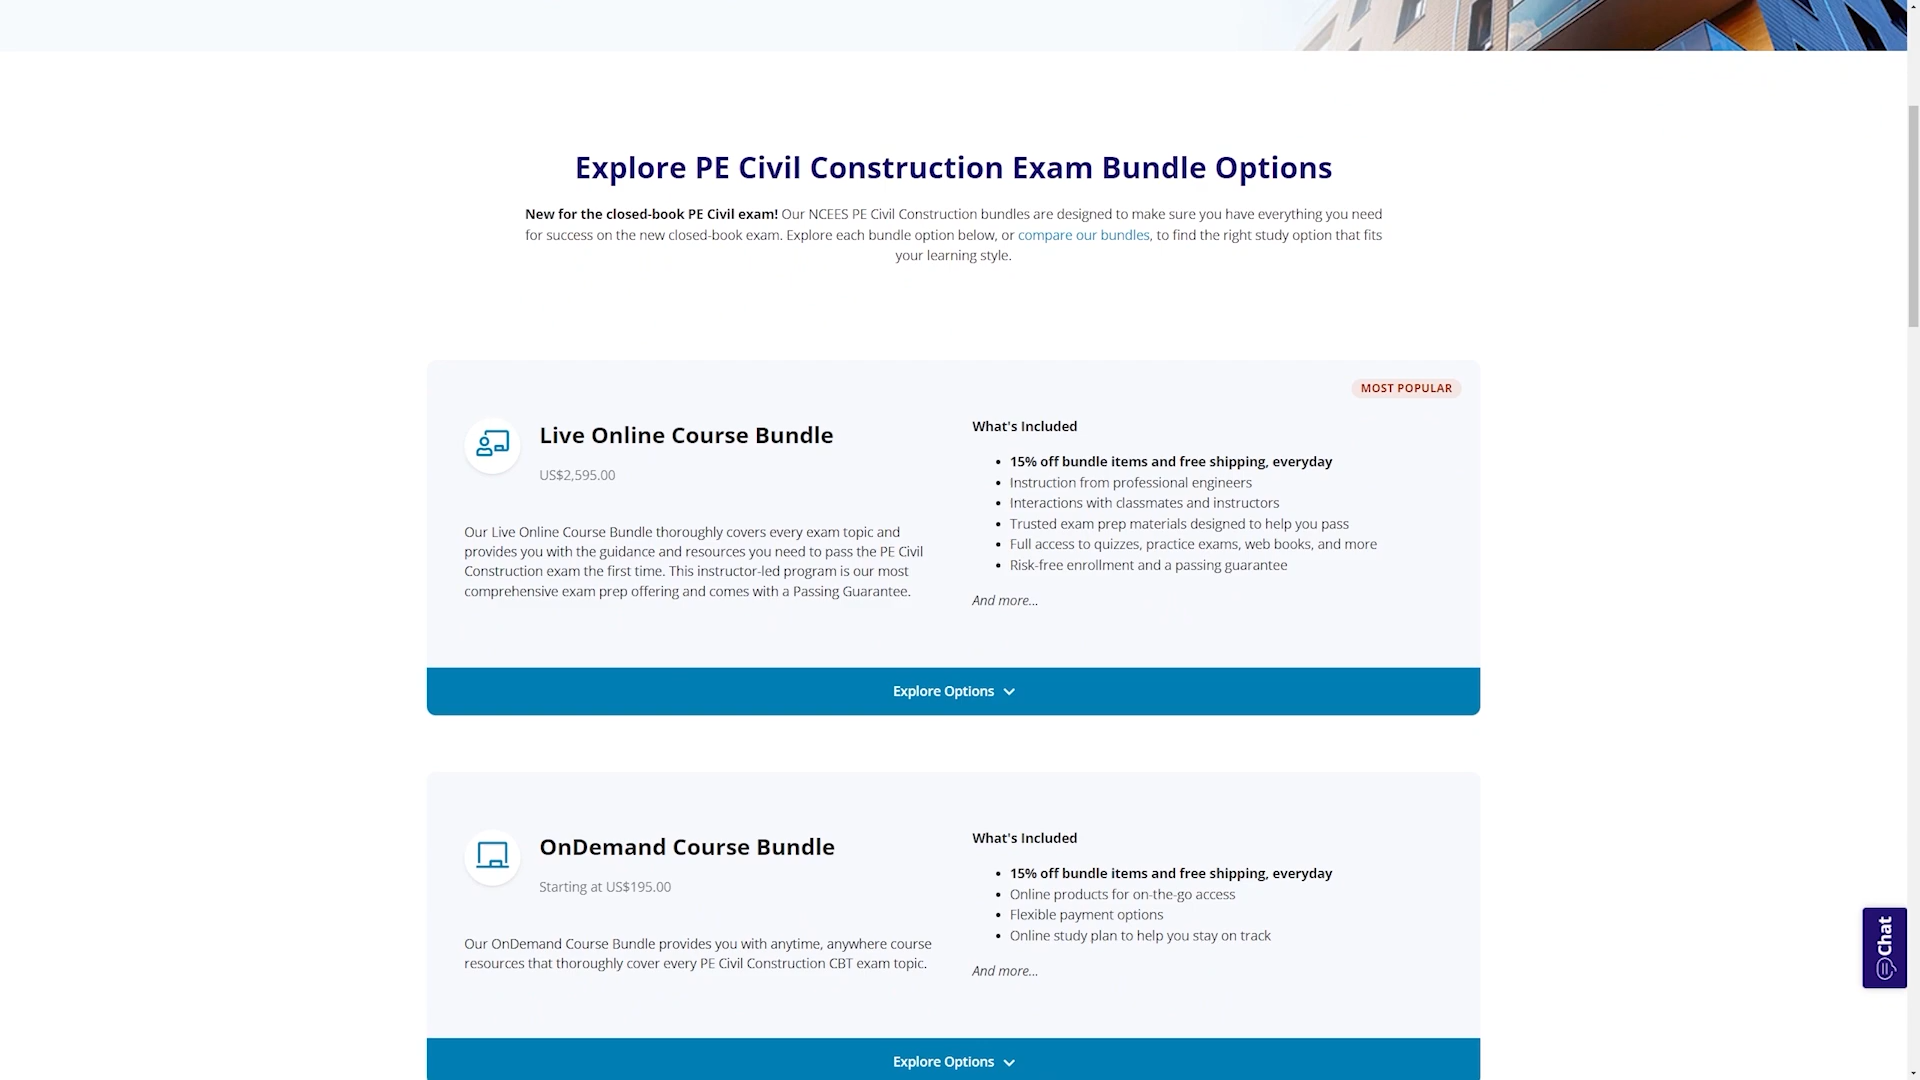 Explore PE Civil Construction Exam Bundle Options
New for the closed-book PE Civil exam! Our NCEES PE Civil Construction bundles are designed to make sure you have everything you need
for success on the new closed-book exam. Explore each bundle option below, or compare our bundles, to find the right study option that fits
your learning style.
MOST POPULAR
Live Online Course Bundle
US$2,595.00
Our Live Online Course Bundle thoroughly covers every exam topic and
provides you with the guidance and resources you need to pass the PE Civil
Construction exam the first time. This instructor-led program is our most
comprehensive exam prep offering and comes with a Passing Guarantee.
What's Included
• 15% off bundle items and free shipping, everyday
• Instruction from professional engineers
• Interactions with classmates and instructors
• Trusted exam prep materials designed to help you pass
• Full access to quizzes, practice exams, web books, and more
• Risk-free enrollment and a passing guarantee
And more...
Explore Options
OnDemand Course Bundle
Starting at US$195.00
Our OnDemand Course Bundle provides you with anytime, anywhere course
resources that thoroughly cover every PE Civil Construction CBT exam topic.
What's Included
• 15% off bundle items and free shipping, everyday
• Online products for on-the-go access
• Flexible payment options
• Online study plan to help you stay on track
And more...
Explore Options
Chat